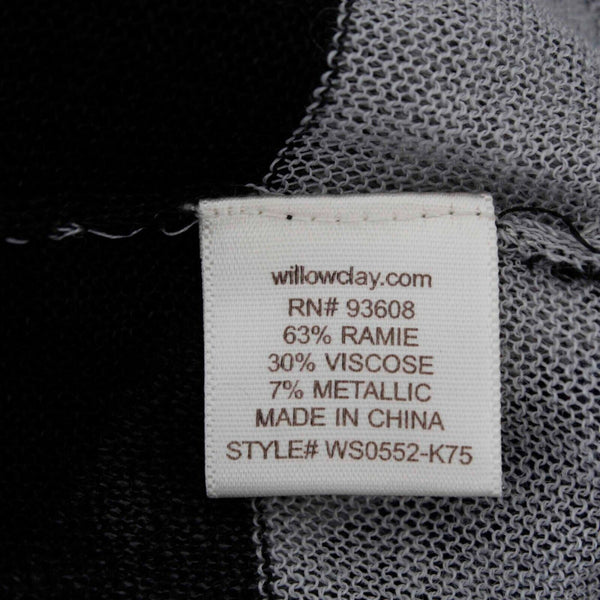 willowclay.com
RN# 93608
63% RAMIE
30% VISCOSE
7% METALLIC
MADE IN CHINA
STYLE# WS0552-K75